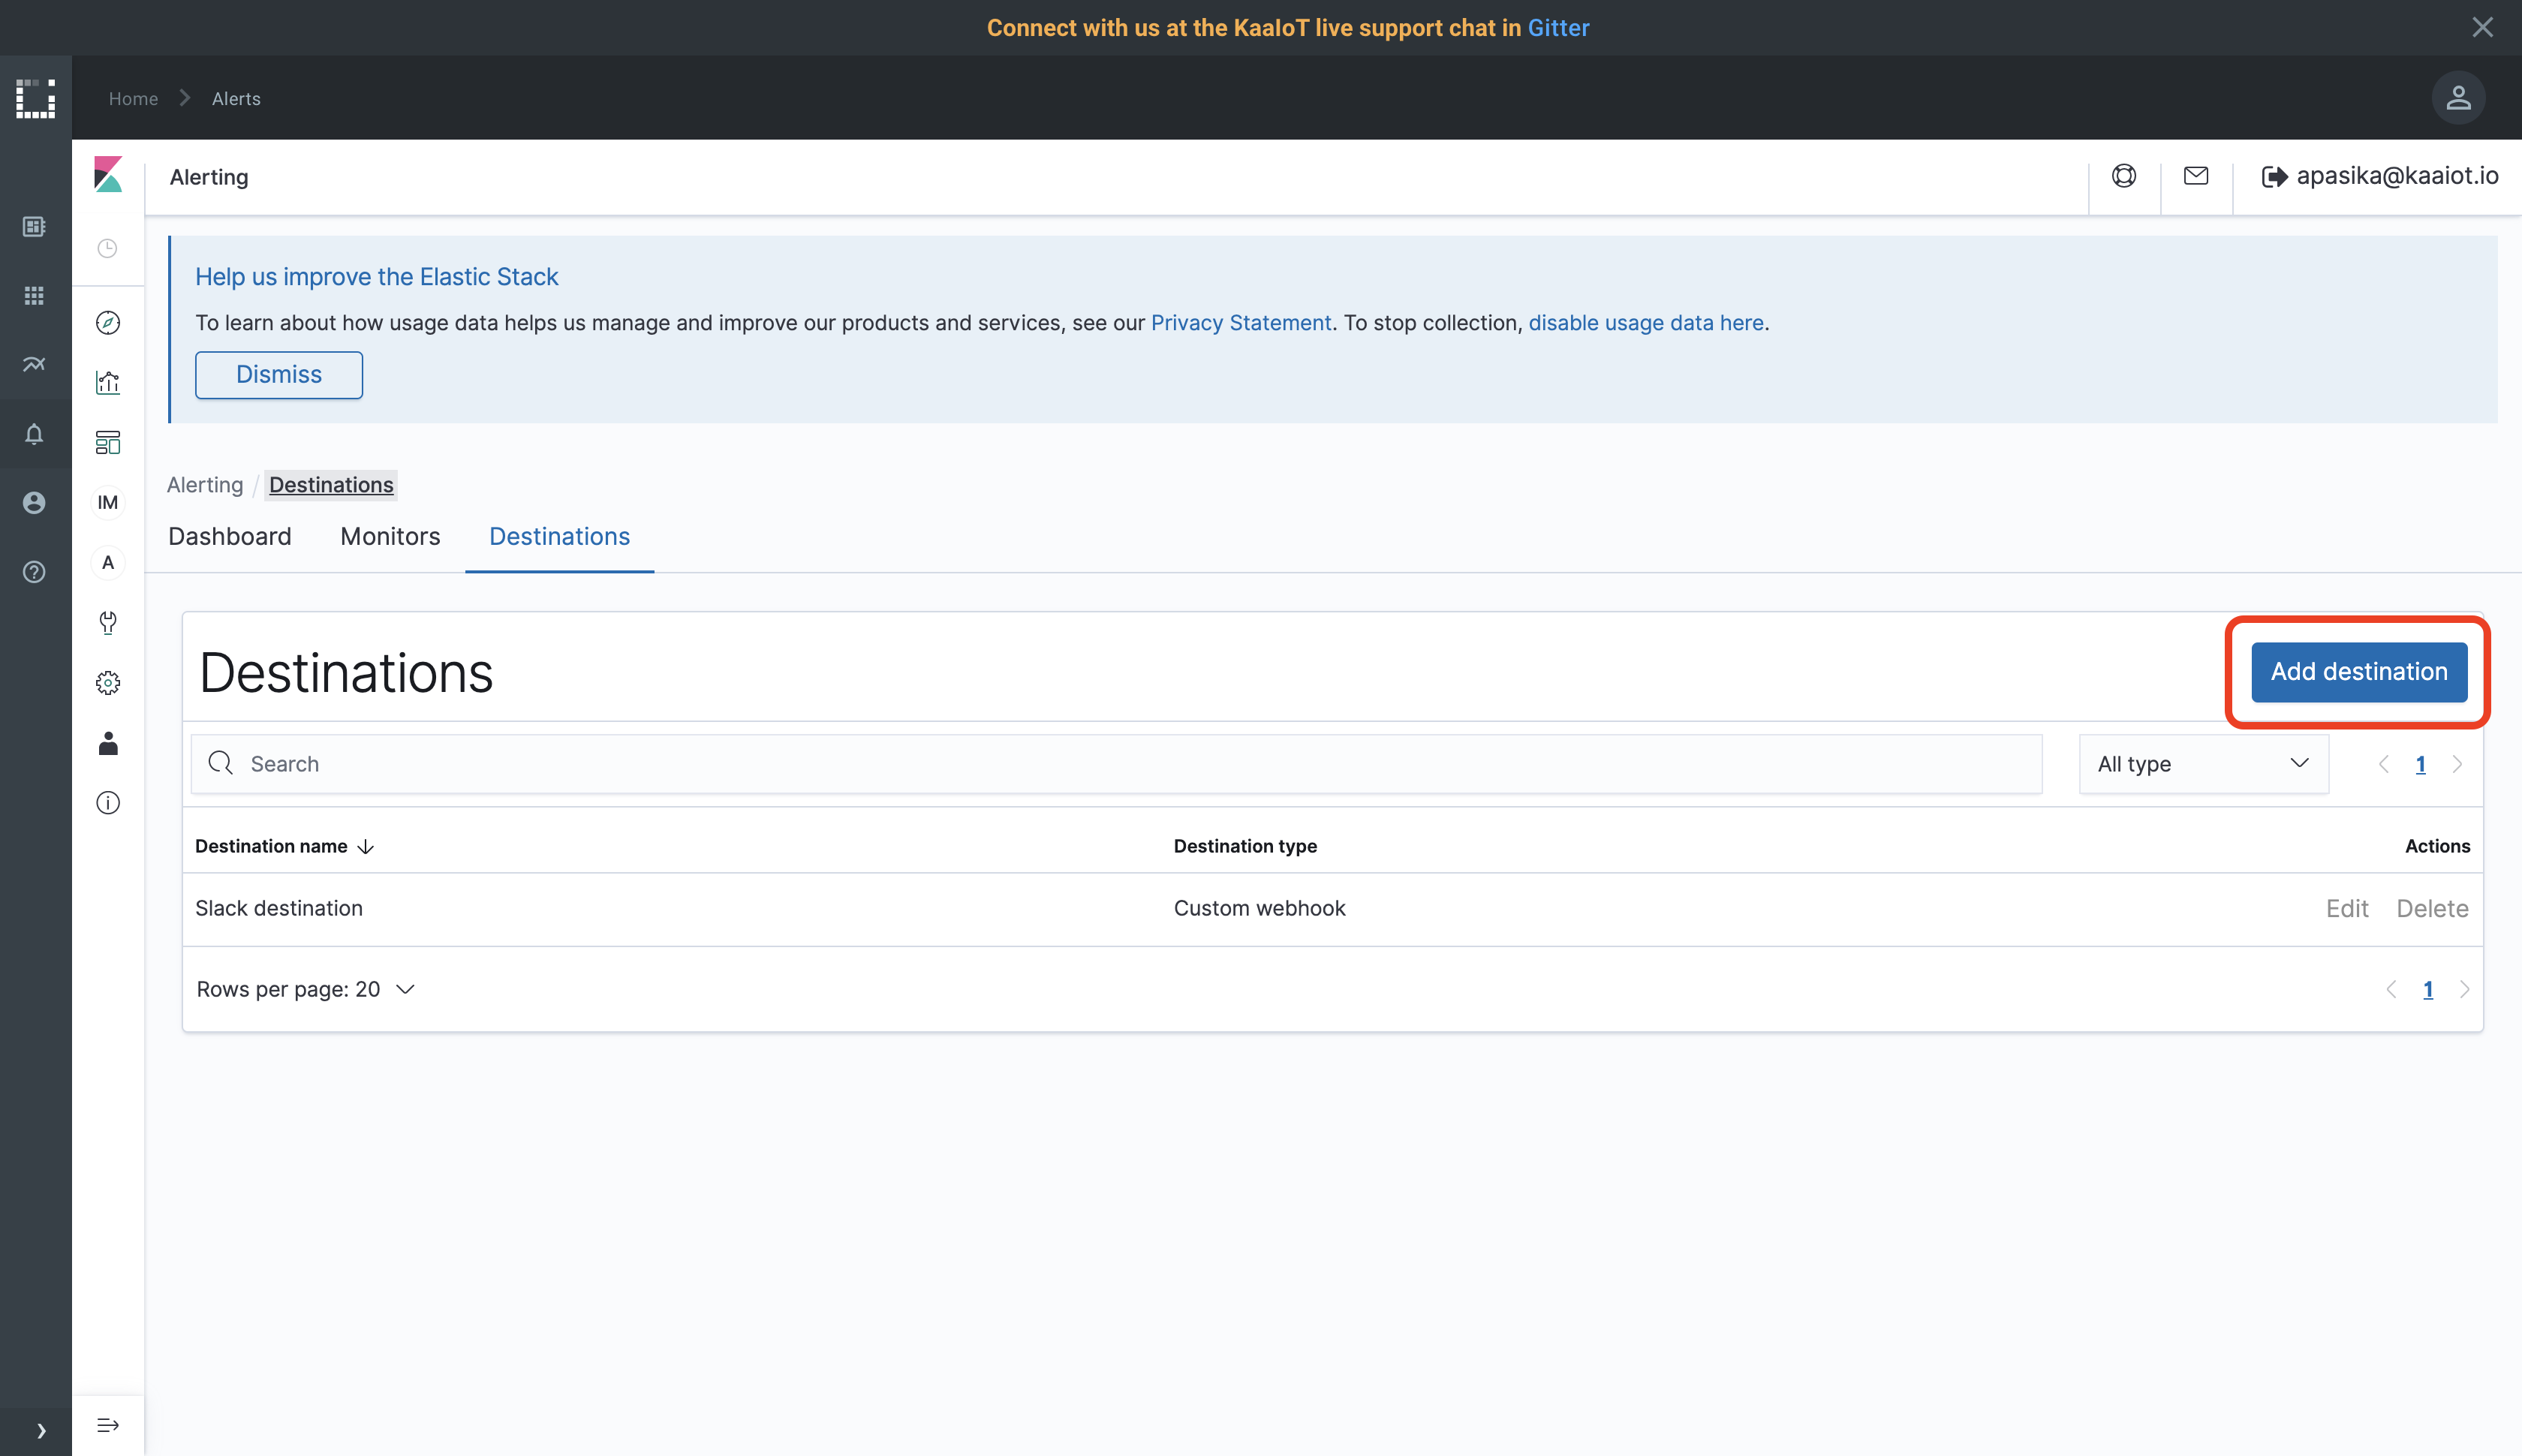 Connect with us at the KaaIoT live support chat in Gitter
Home
Alerts
Alerting
apasika@kaaiot.io
Help us improve the Elastic Stack
To learn about how usage data helps us manage and improve our products and services, see our Privacy Statement. To stop collection, disable usage data here.
Dismiss
Alerting / Destinations
Dashboard Monitors Destinations
IM
A
Destinations
Add destination
Search
All type
1
Destination name Destination type Actions
Slack destination Custom webhook Edit Delete
Rows per page: 20
1